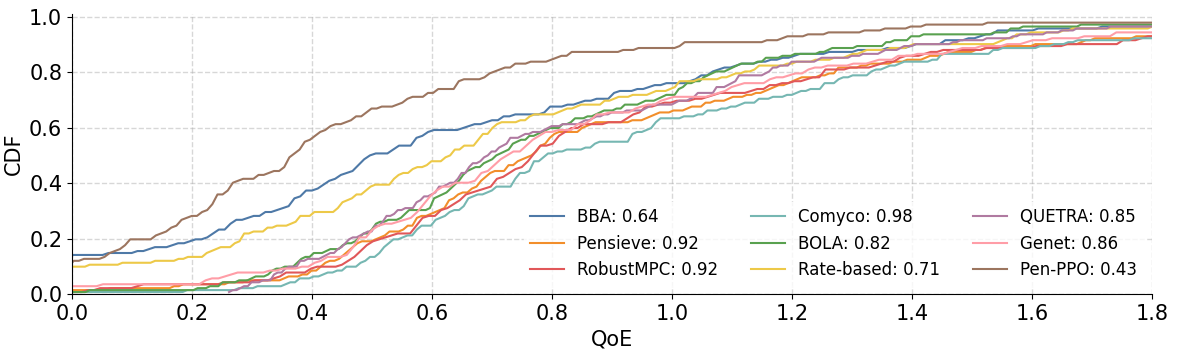 1.0
0.8
0.6
0.4
0.2
0.0
CDF
BBA: 0.64
Pensieve: 0.92
RobustMPC: 0.92
Comyco: 0.98
BOLA: 0.82
Rate-based: 0.71
QUETRA: 0.85
Genet: 0.86
Pen-PPO: 0.43
0.0 0.2 0.4 0.6 0.8 1.0 1.2 1.4 1.6 1.8
QoE